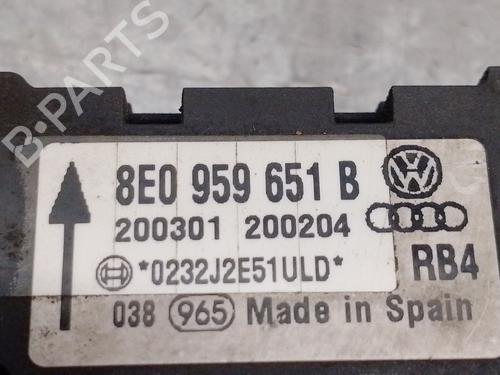 B-PARTS
8E0 959 651 B
200301 200204
*0232J2E51ULD* RB4
038 965 Made in Spain